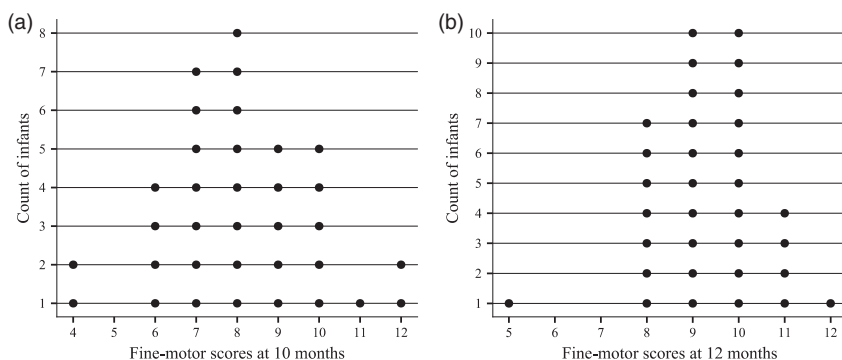 (a)
8
7
6
5
4
3
2
1
Count of infants
4 5 6 7 8 9 10 11 12
Fine-motor scores at 10 months
(b)
10
9
8
7
6
5
4
3
2
1
Count of infants
5 6 7 8 9 10 11 12
Fine-motor scores at 12 months